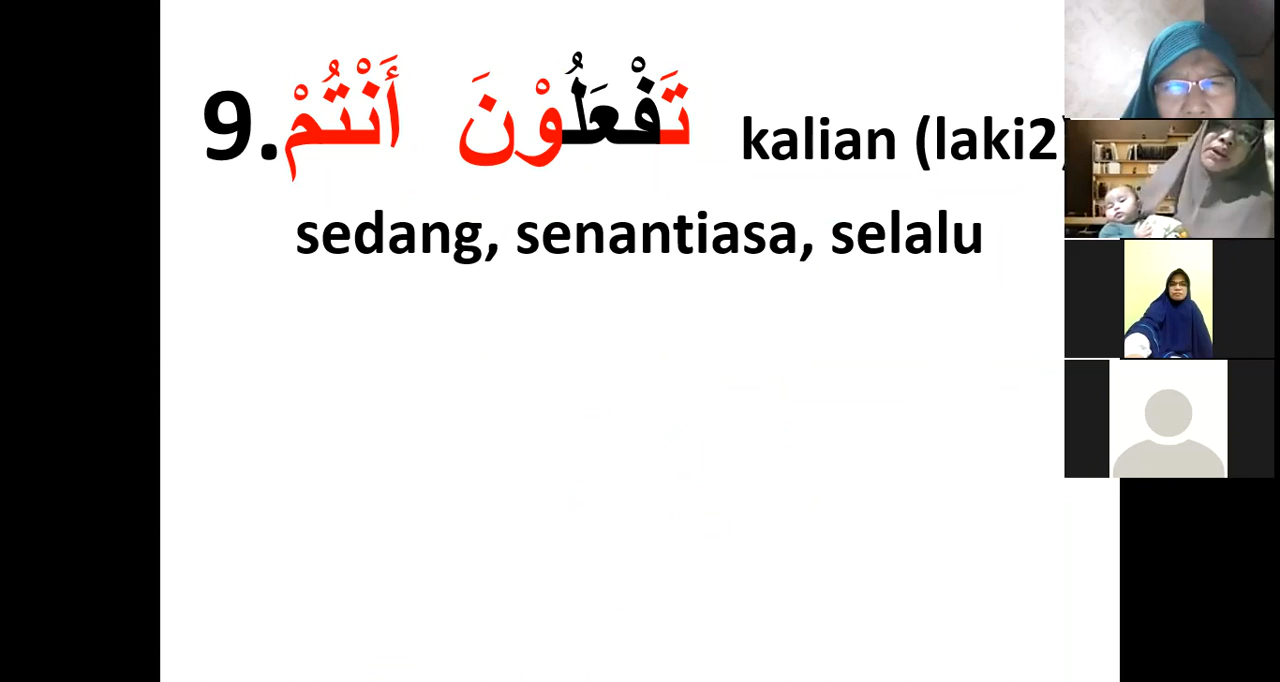 9. أَنْتُمْ تَفْعَلُوْنَ kalian (laki2)
sedang, senantiasa, selalu